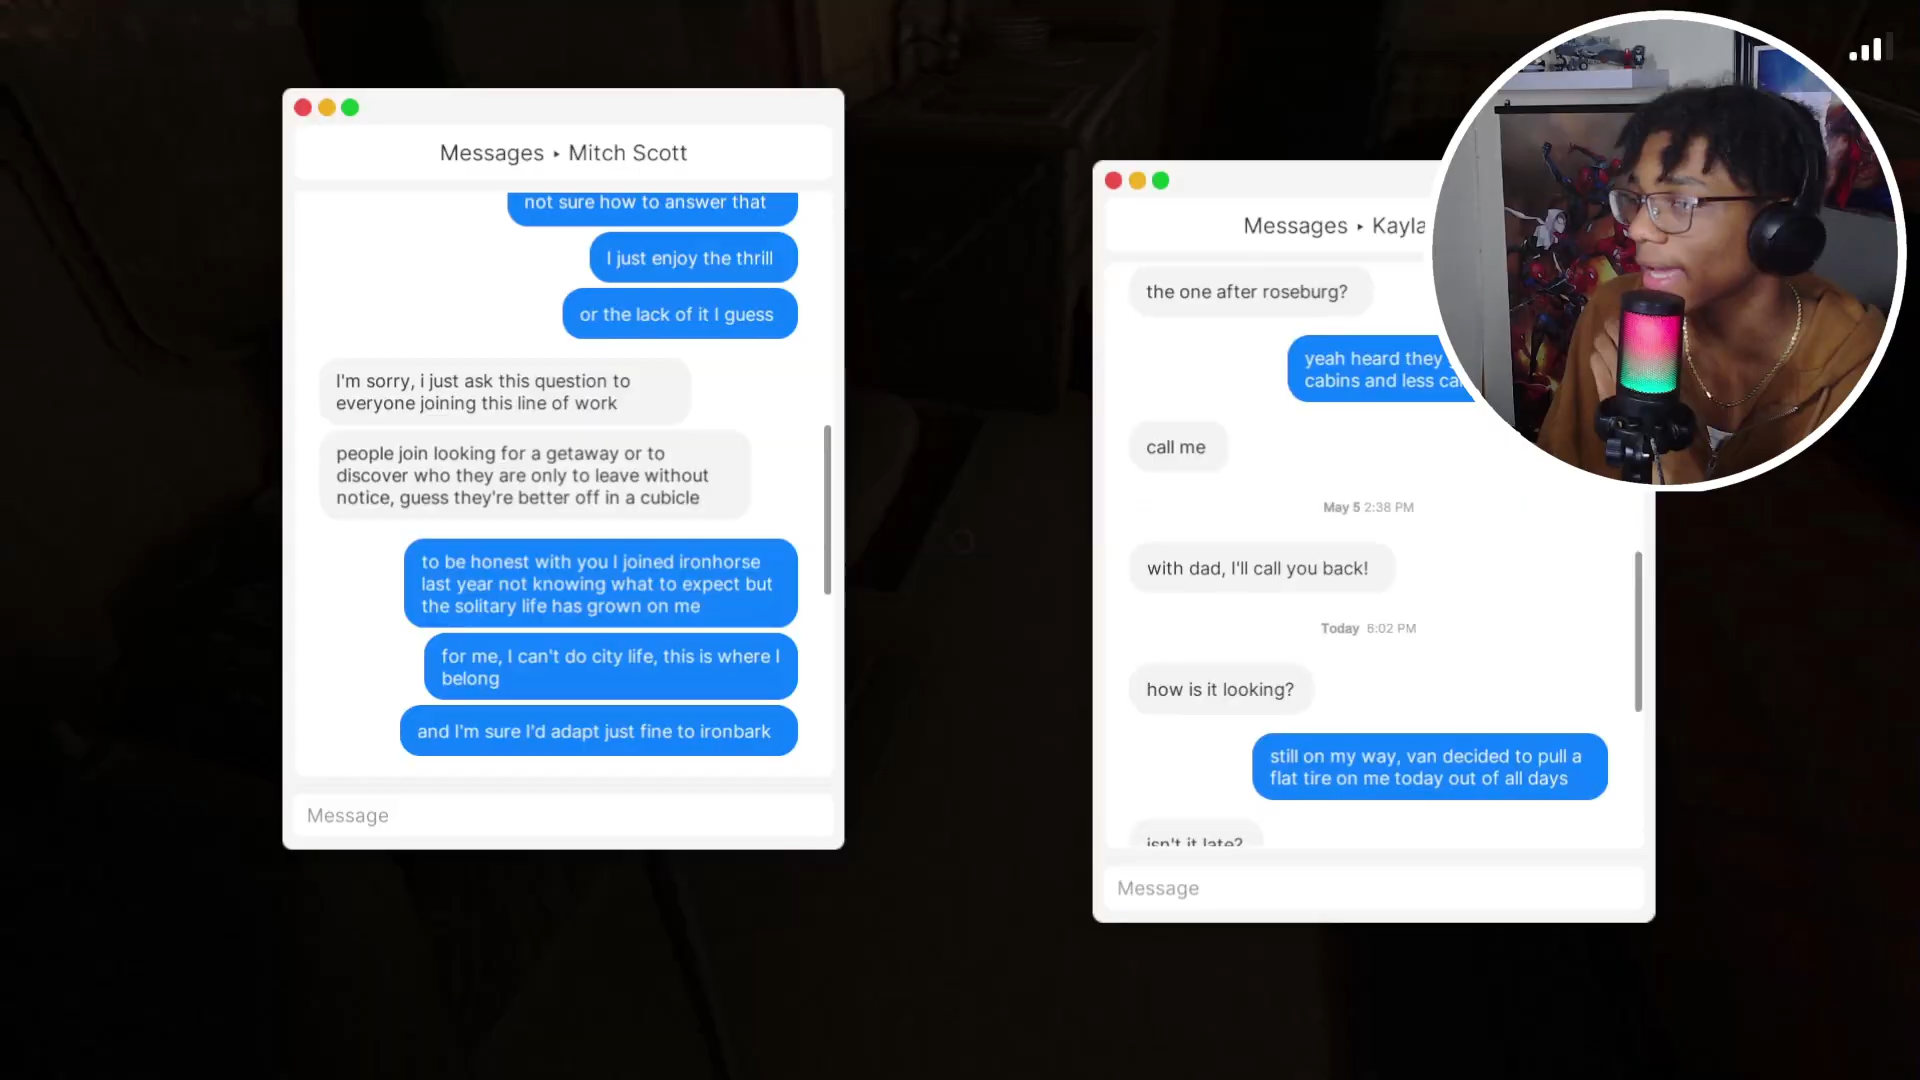 Messages ‣ Mitch Scott
not sure how to answer that
I just enjoy the thrill
or the lack of it I guess
I'm sorry, i just ask this question to
everyone joining this line of work
people join looking for a getaway or to
discover who they are only to leave without
notice, guess they're better off in a cubicle
to be honest with you I joined ironhorse
last year not knowing what to expect but
the solitary life has grown on me
for me, I can't do city life, this is where I
belong
and I'm sure I'd adapt just fine to ironbark
Message
Messages ‣ Kayla
the one after roseburg?
yeah heard they
cabins and less
call me
May 5 2:38 PM
with dad, I'll call you back!
Today 6:02 PM
how is it looking?
still on my way, van decided to pull a
flat tire on me today out of all days
isn't it late?
Message